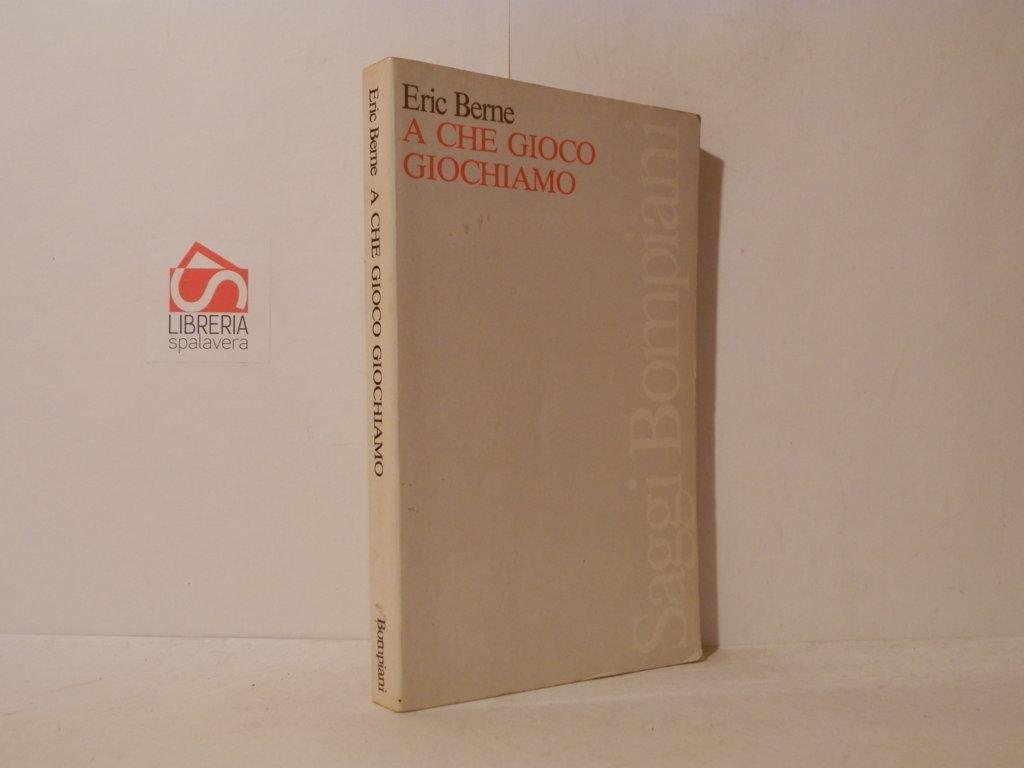 Eric Berne
A CHE GIOCO
GIOCHIAMO
Saggi Bompiani
Eric Berne A CHE GIOCO GIOCHIAMO
Bompiani
LIBRERIA
spalavera